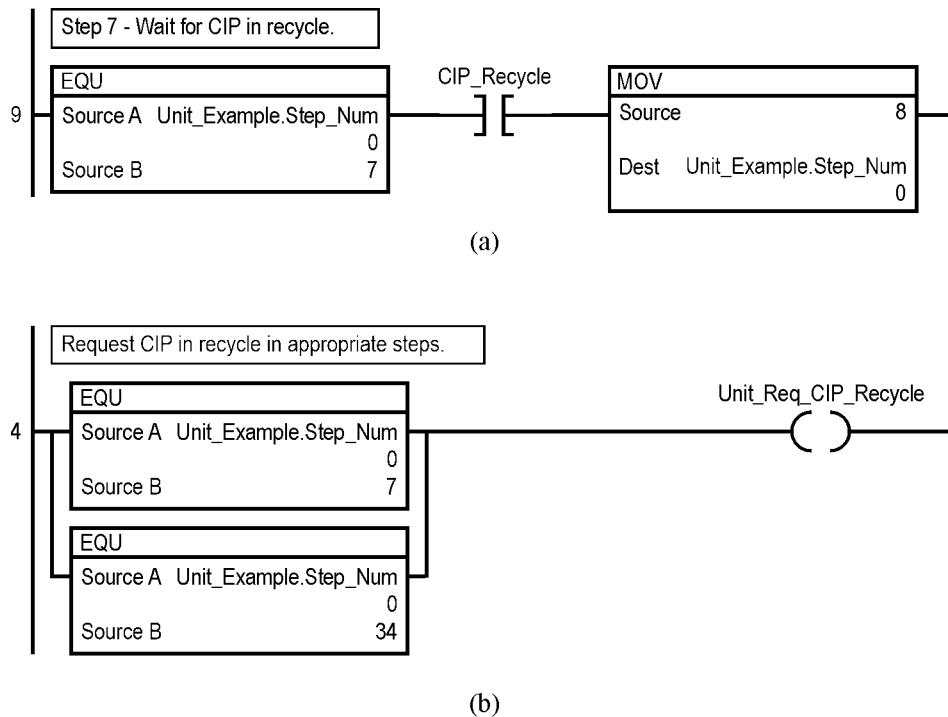 Step 7 - Wait for CIP in recycle.
EQU
Source A Unit_Example.Step_Num
0
Source B 7
9
CIP_Recycle
MOV
Source 8
Dest Unit_Example.Step_Num
0
(a)
Request CIP in recycle in appropriate steps.
EQU
Source A Unit_Example.Step_Num
0
Source B 7
4
EQU
Source A Unit_Example.Step_Num
0
Source B 34
Unit_Req_CIP_Recycle
(b)